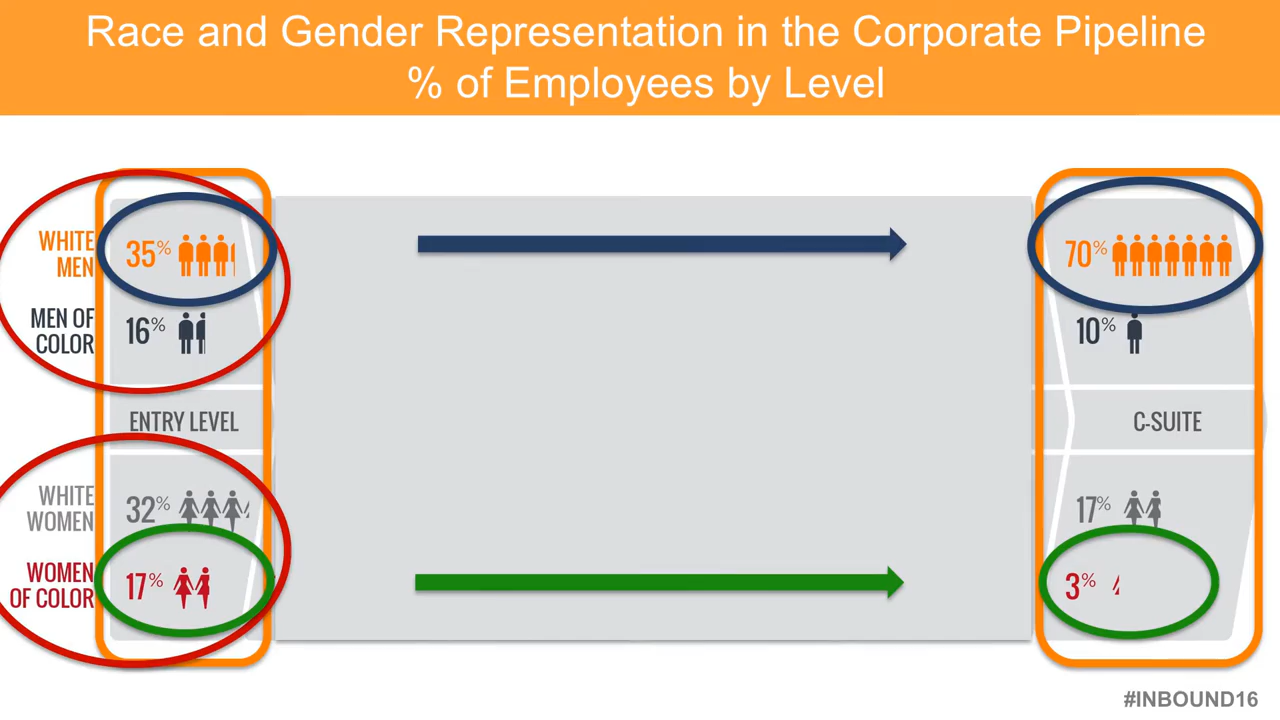 Race and Gender Representation in the Corporate Pipeline
% of Employees by Level
WHITE
MEN
35%
70%
MEN OF
COLOR
16%
10%
ENTRY LEVEL
C-SUITE
WHITE
WOMEN
32%
17%
WOMEN
OF COLOR
17%
3%
#INBOUND16